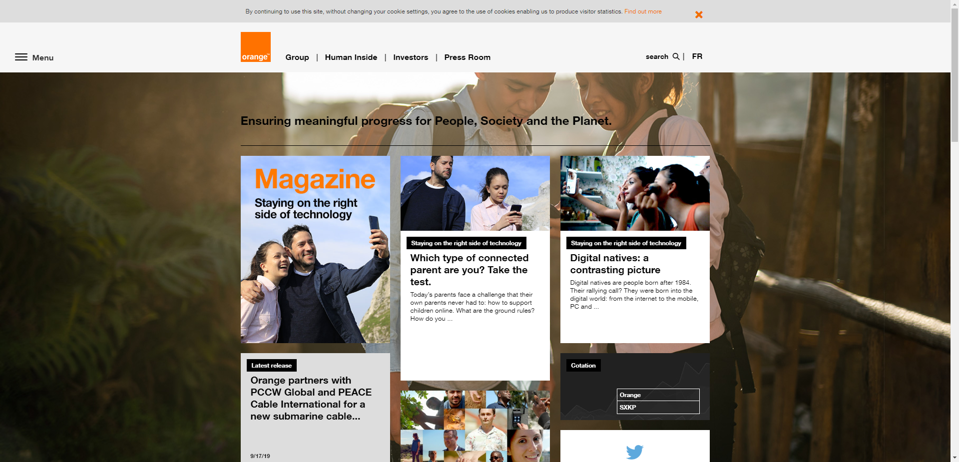 By continuing to use this site, without changing your cookie settings, you agree to the use of cookies enabling us to produce visitor statistics. Find out more
Menu
orange
Group | Human Inside | Investors | Press Room
search | FR
Ensuring meaningful progress for People, Society and the Planet.
Magazine
Staying on the right
side of technology
Staying on the right side of technology
Which type of connected
parent are you? Take the
test.
Today's parents face a challenge that their
own parents never had to: how to support
children online. What are the ground rules?
How do you ...
Staying on the right side of technology
Digital natives: a
contrasting picture
Digital natives are people born after 1984.
Their rallying call? They were born into the
digital world: from the internet to the mobile,
PC and ...
Latest release
Orange partners with
PCCW Global and PEACE
Cable International for a
new submarine cable...
9/17/19
Cotation
Orange
SXKP